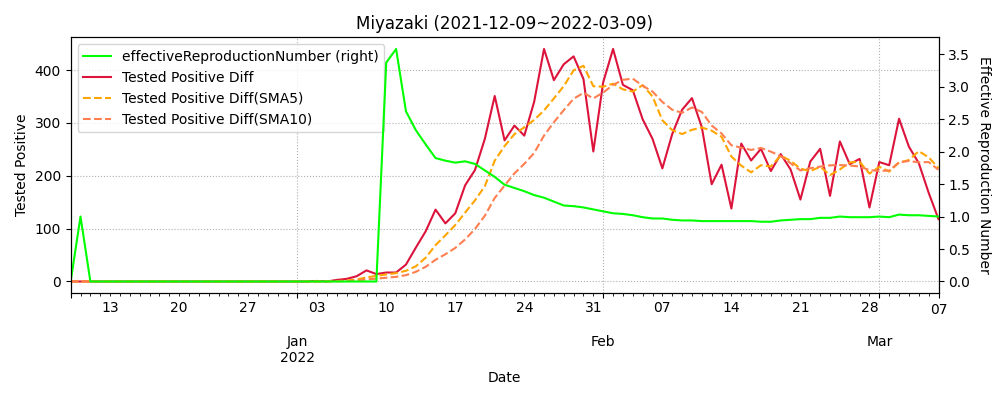 Miyazaki (2021-12-09~2022-03-09)
effectiveReproductionNumber (right)
Tested Positive Diff
Tested Positive Diff(SMA5)
Tested Positive Diff(SMA10)
Tested Positive
400
300
200
100
0
Effective Reproduction Number
3.5
3.0
2.5
2.0
1.5
1.0
0.5
0.0
13 20 27 03 10 17 24 31 07 14 21 28 07
Jan Feb Mar
2022
Date